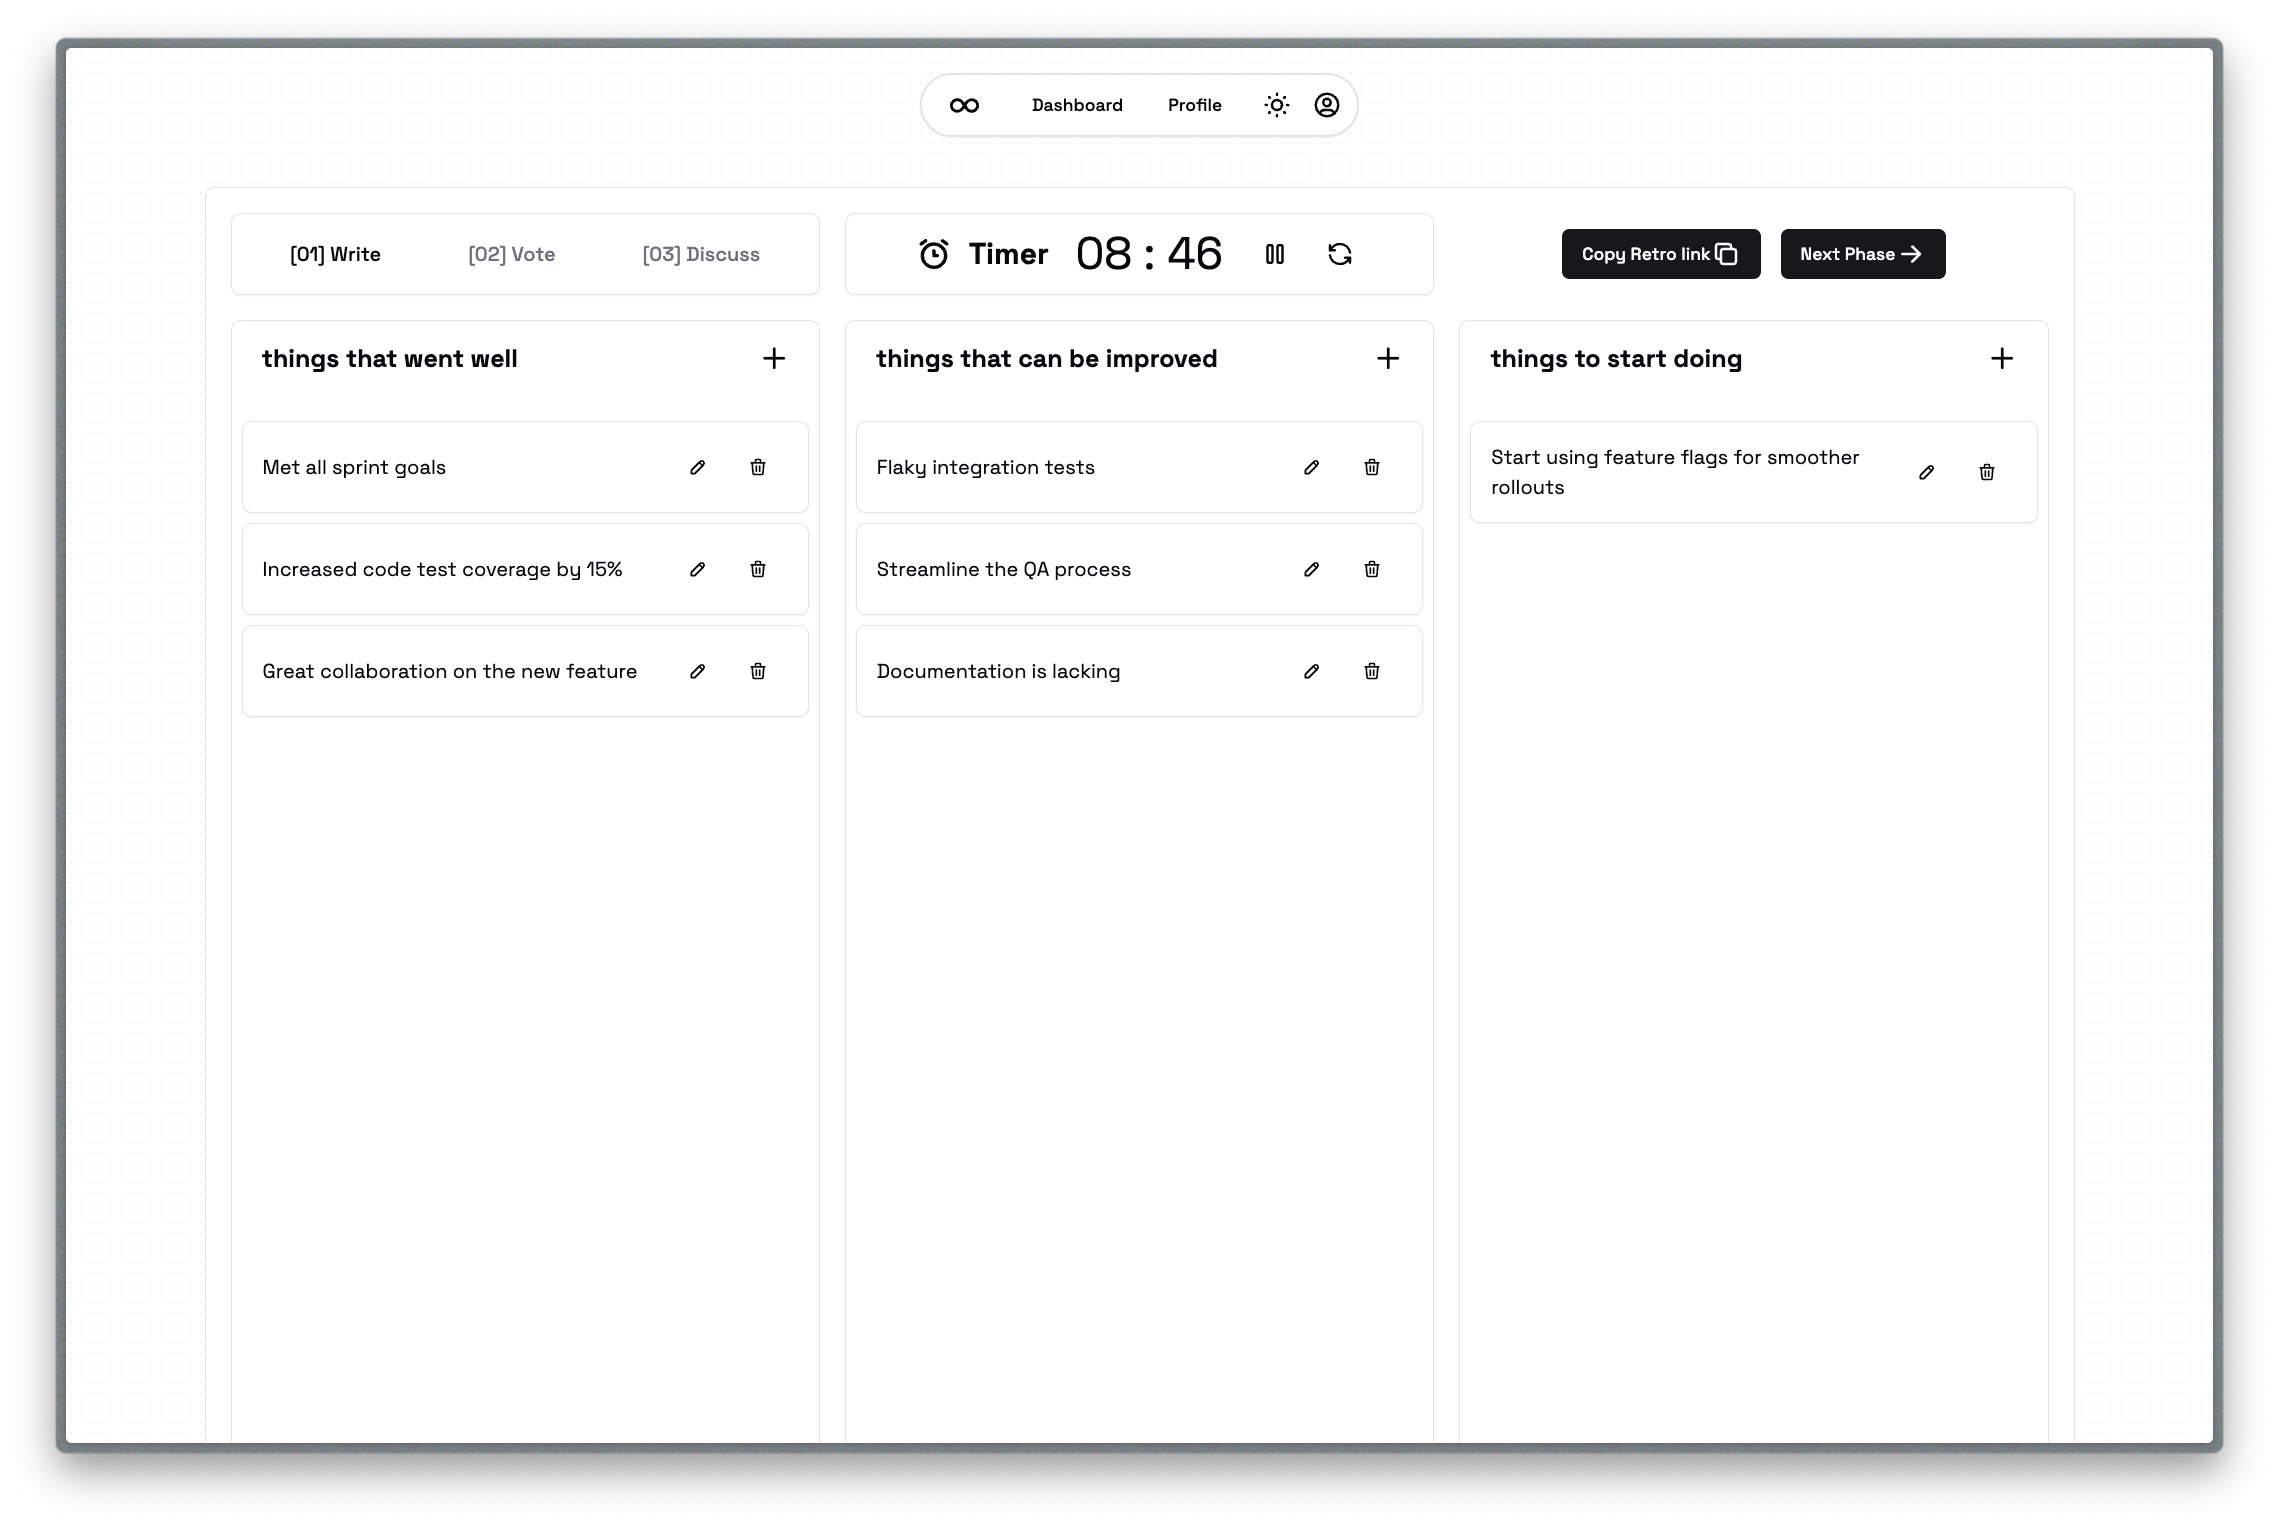 Dashboard Profile
[01] Write [02] Vote [03] Discuss
Timer 08 : 46
Copy Retro link Next Phase
things that went well
Met all sprint goals
Increased code test coverage by 15%
Great collaboration on the new feature
things that can be improved
Flaky integration tests
Streamline the QA process
Documentation is lacking
things to start doing
Start using feature flags for smoother
rollouts